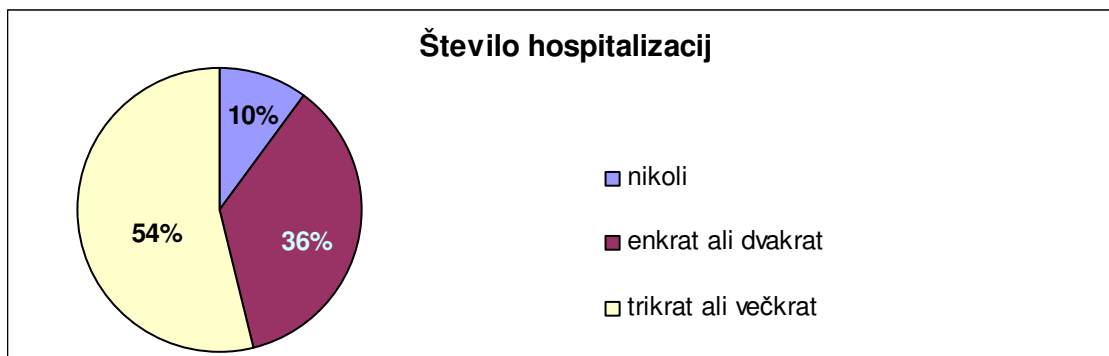 Število hospitalizacij
10%
36%
54%
nikoli
enkrat ali dvakrat
trikrat ali večkrat